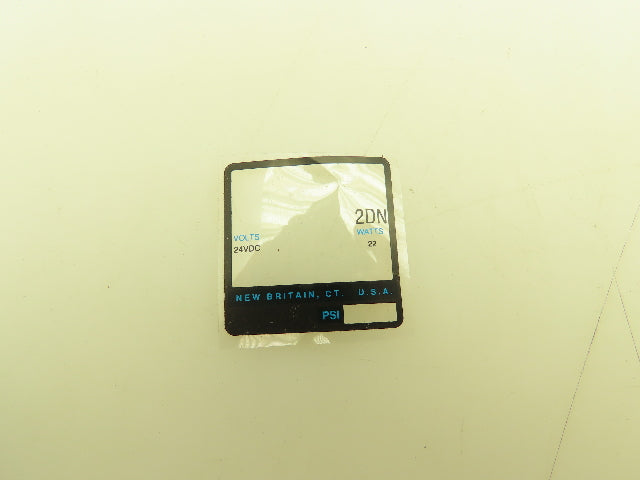 2DN
VOLTS WATTS
24VDC 22
NEW BRITAIN, CT. U.S.A.
PSI